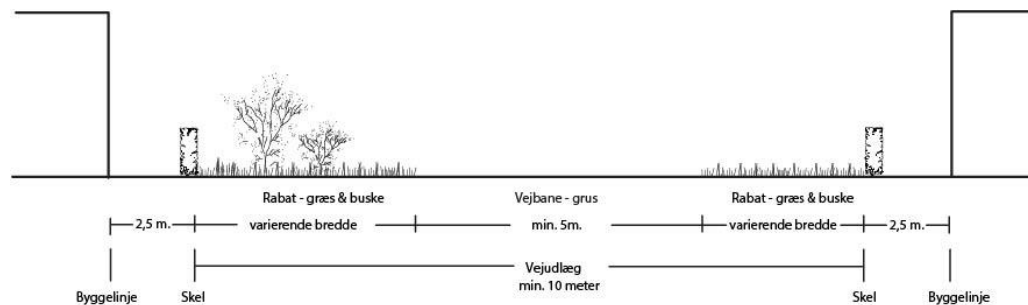 Rabat - græs & buske
Vejbane - grus
Rabat - græs & buske
2,5 m.
varierende bredde
min. 5m.
varierende bredde
2,5 m.
Vejudlæg
min. 10 meter
Byggelinje
Skel
Skel
Byggelinje